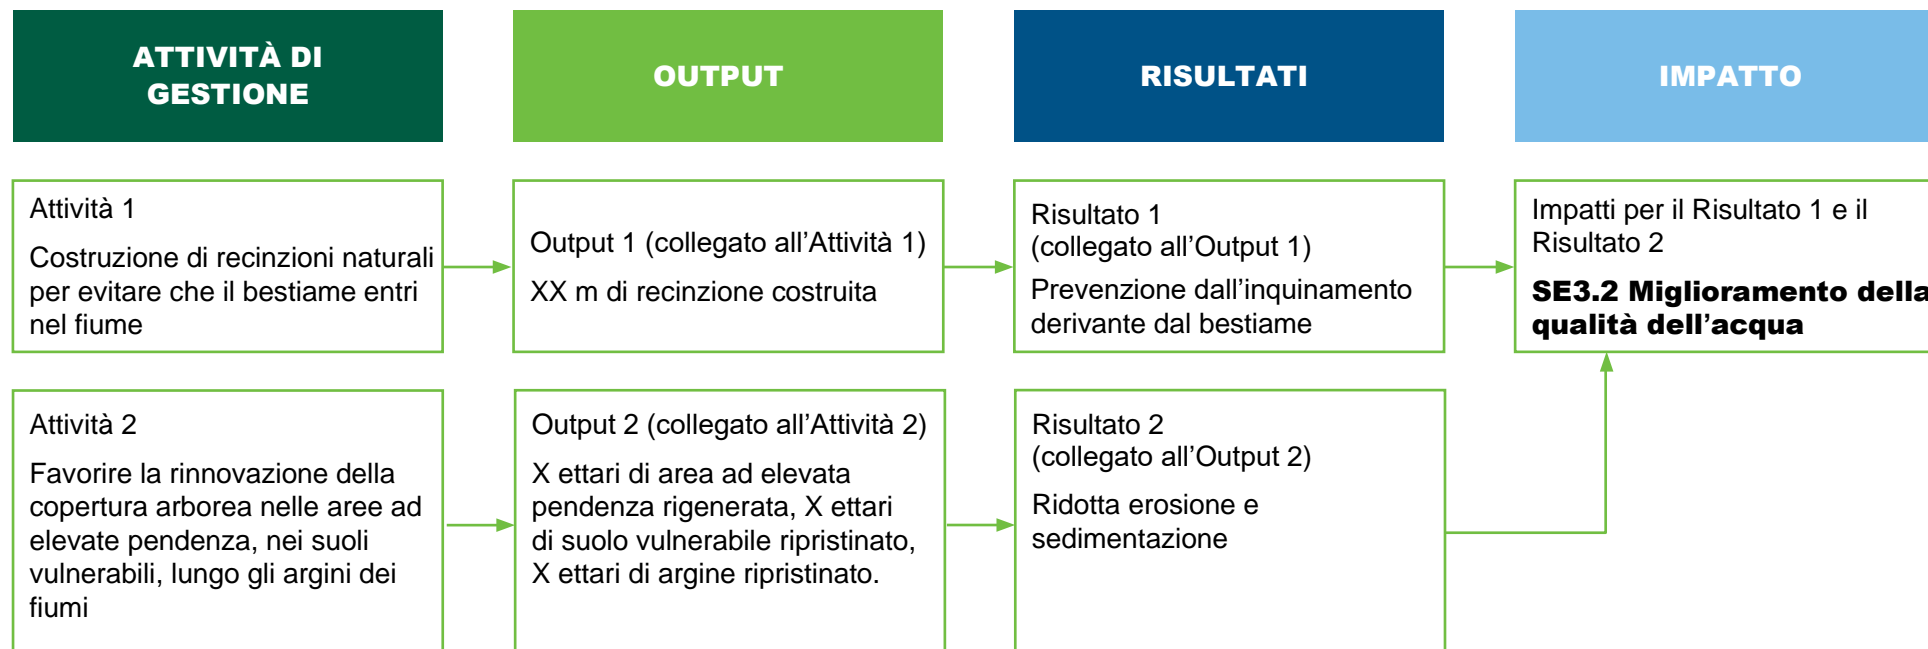 ATTIVITÀ DI
GESTIONE
OUTPUT
RISULTATI
IMPATTO
Attività 1
Costruzione di recinzioni naturali
per evitare che il bestiame entri
nel fiume
Output 1 (collegato all’Attività 1)
XX m di recinzione costruita
Risultato 1
(collegato all’Output 1)
Prevenzione dall’inquinamento
derivante dal bestiame
Impatti per il Risultato 1 e il
Risultato 2
SE3.2 Miglioramento della
qualità dell’acqua
Attività 2
Favorire la rinnovazione della
copertura arborea nelle aree ad
elevate pendenza, nei suoli
vulnerabili, lungo gli argini dei
fiumi
Output 2 (collegato all’Attività 2)
X ettari di area ad elevata
pendenza rigenerata, X ettari
di suolo vulnerabile ripristinato,
X ettari di argine ripristinato.
Risultato 2
(collegato all’Output 2)
Ridotta erosione e
sedimentazione